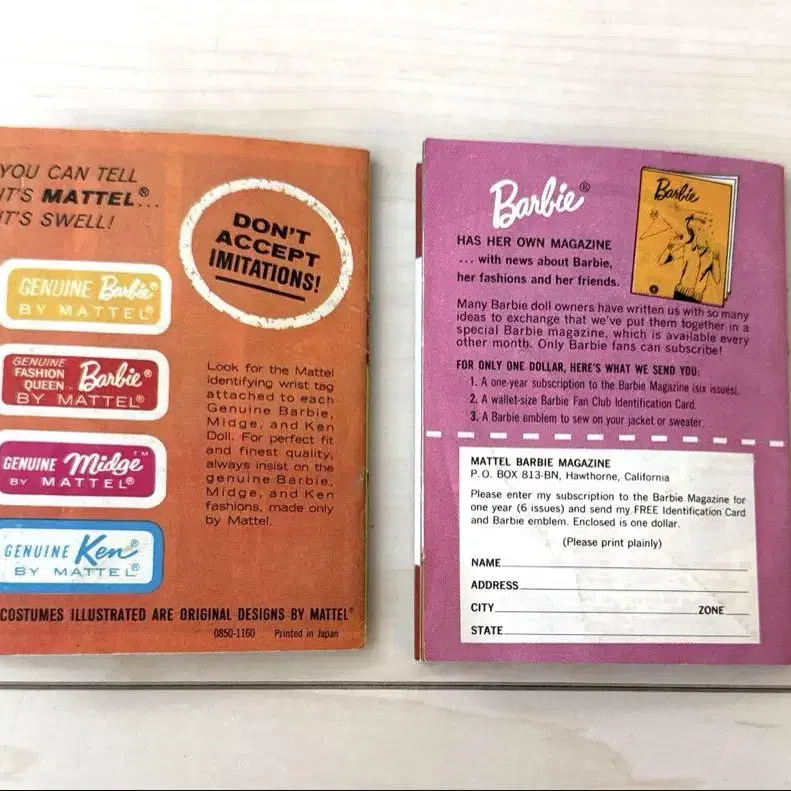 YOU CAN TELL
IT'S MATTEL®...
IT'S SWELL!
DON'T
ACCEPT
IMITATIONS!
GENUINE Barbie®
BY MATTEL®
GENUINE
FASHION
QUEEN Barbie®
BY MATTEL®
GENUINE Midge™
BY MATTEL®
GENUINE Ken®
BY MATTEL®
Look for the Mattel
identifying wrist tag
attached to each
Genuine Barbie,
Midge, and Ken
Doll. For perfect fit
and finest quality,
always insist on the
genuine Barbie,
Midge, and Ken
fashions, made only
by Mattel.
COSTUMES ILLUSTRATED ARE ORIGINAL DESIGNS BY MATTEL®
0850-1160 Printed in Japan
Barbie®
Barbie
HAS HER OWN MAGAZINE
... with news about Barbie,
her fashions and her friends.
Many Barbie doll owners have written us with so many
ideas to exchange that we've put them together in a
special Barbie magazine, which is available every
other month. Only Barbie fans can subscribe!
FOR ONLY ONE DOLLAR, HERE'S WHAT WE SEND YOU:
1. A one-year subscription to the Barbie Magazine (six issues).
2. A wallet-size Barbie Fan Club Identification Card.
3. A Barbie emblem to sew on your jacket or sweater.
MATTEL BARBIE MAGAZINE
P. O. BOX 813-BN, Hawthorne, California
Please enter my subscription to the Barbie Magazine for
one year (6 issues) and send my FREE Identification Card
and Barbie emblem. Enclosed is one dollar.
(Please print plainly)
NAME
ADDRESS
CITY ZONE
STATE